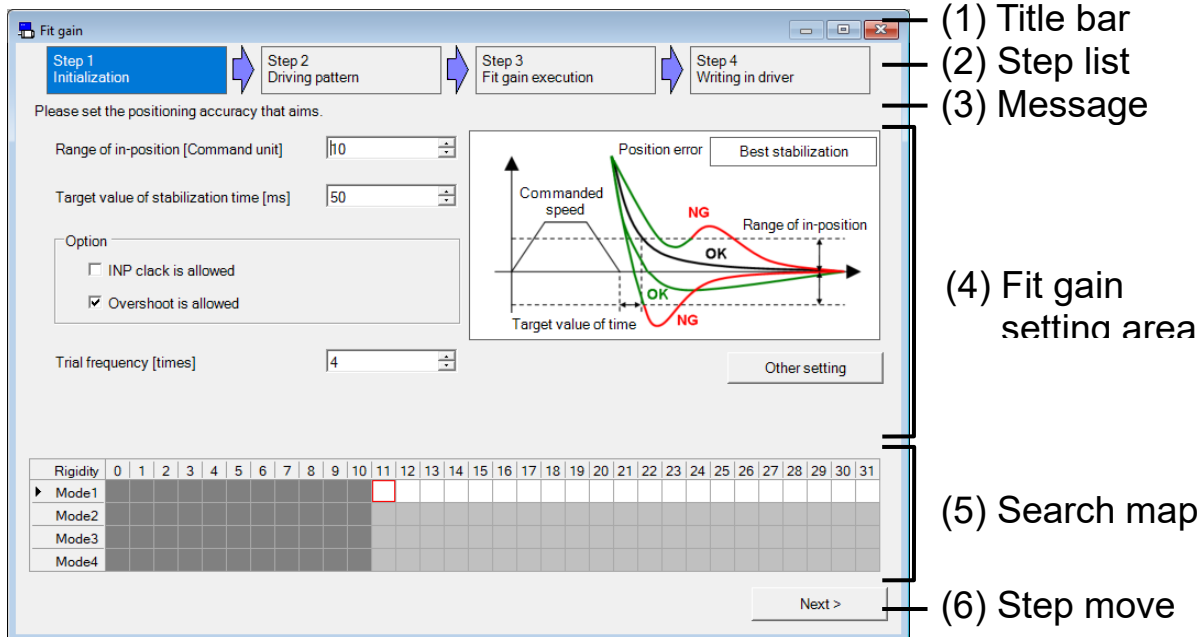 Fit gain
(1) Title bar
Step 1
Initialization
Step 2
Driving pattern
Step 3
Fit gain execution
Step 4
Writing in driver
(2) Step list
Please set the positioning accuracy that aims.
(3) Message
Range of in-position [Command unit]
10
Target value of stabilization time [ms]
50
Option
INP clack is allowed
Overshoot is allowed
Trial frequency [times]
4
Position error
Best stabilization
Commanded
speed
NG
Range of in-position
OK
OK
Target value of time
NG
Other setting
(4) Fit gain
setting area
Rigidity 0 1 2 3 4 5 6 7 8 9 10 11 12 13 14 15 16 17 18 19 20 21 22 23 24 25 26 27 28 29 30 31
Mode1
Mode2
Mode3
Mode4
(5) Search map
Next >
(6) Step move